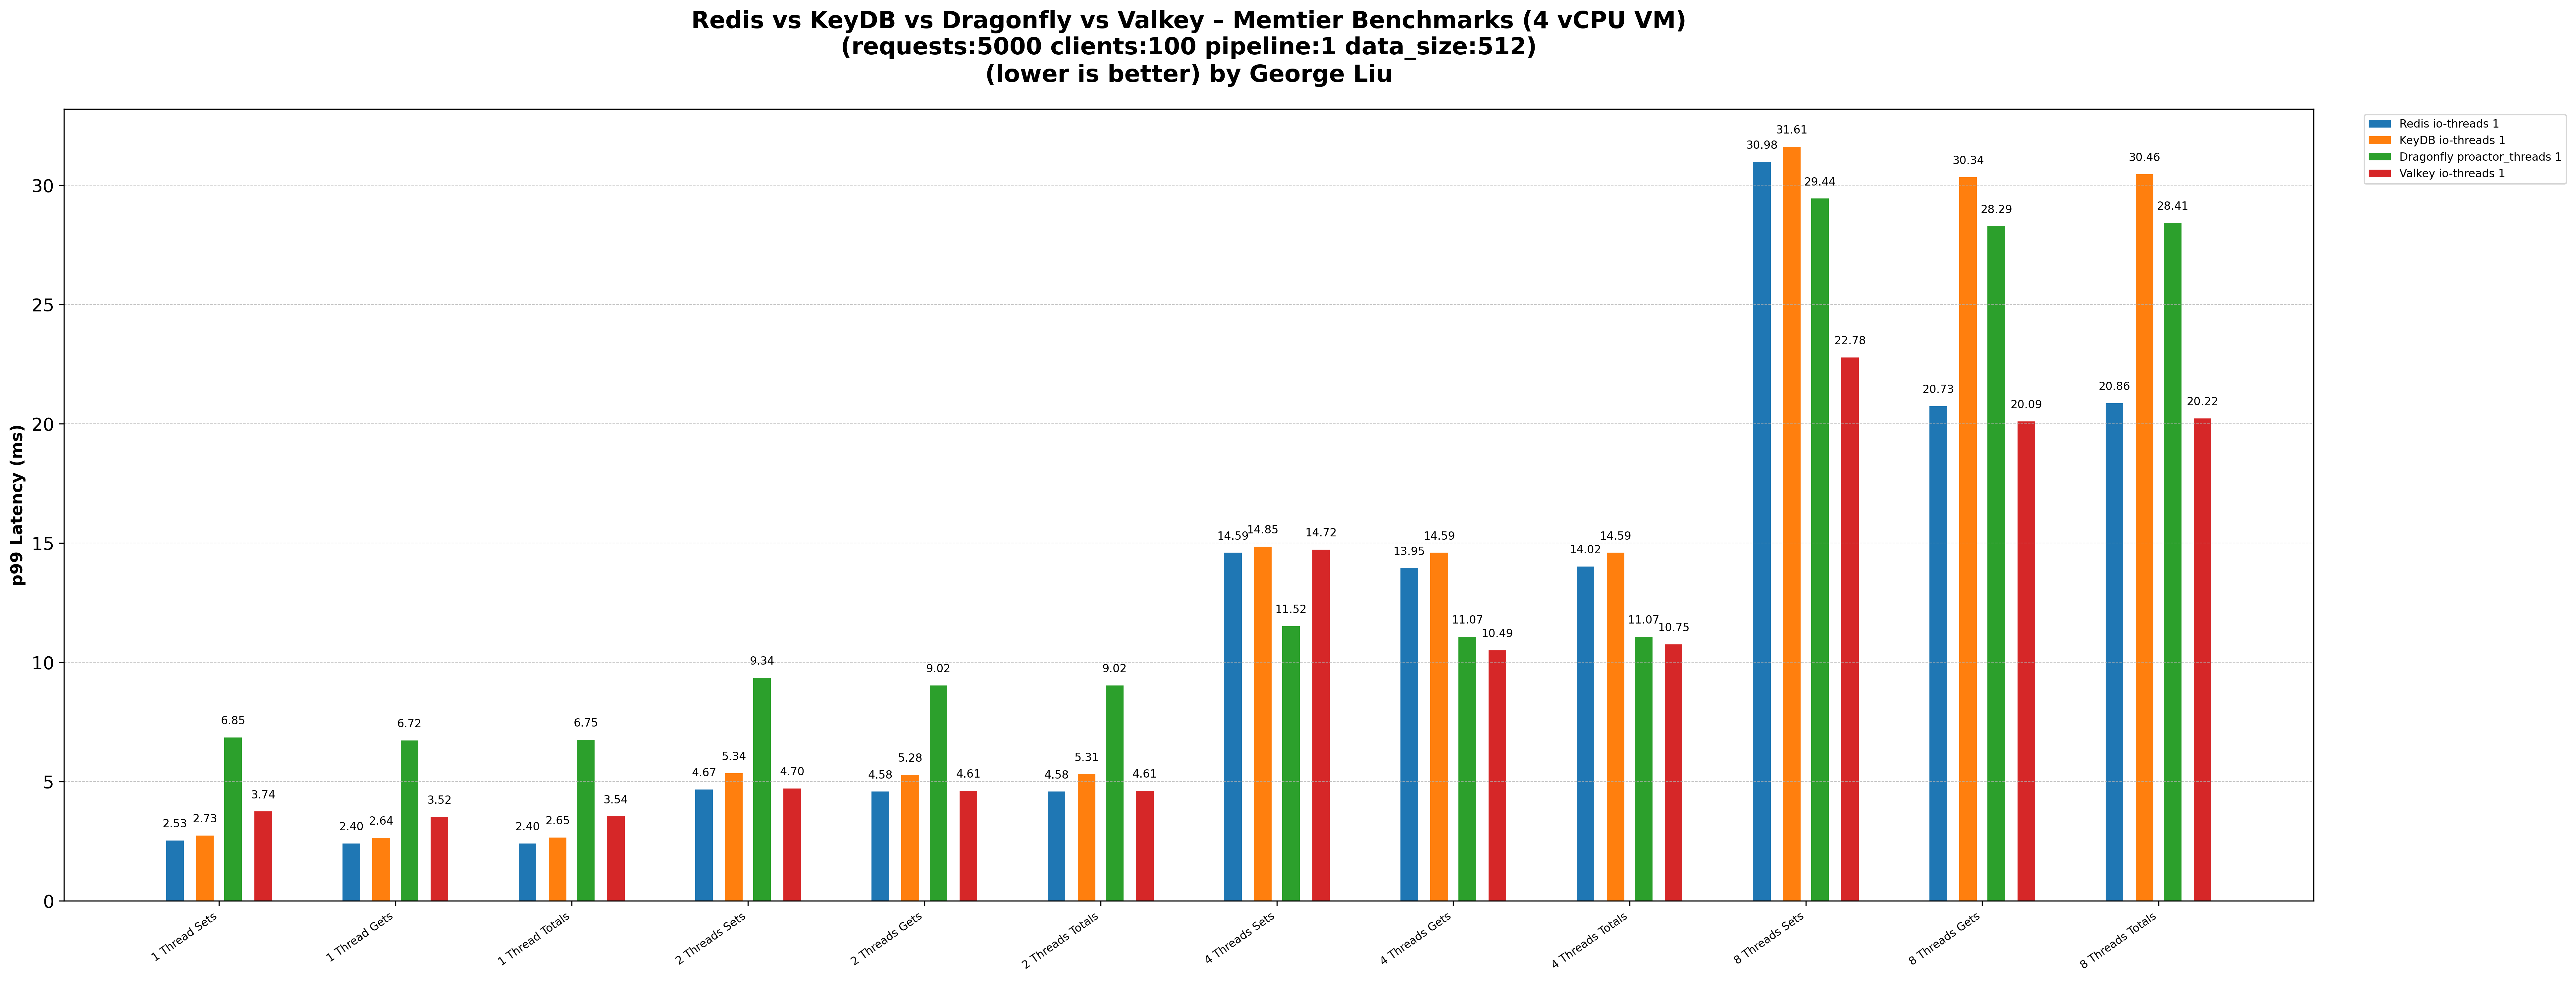 Redis vs KeyDB vs Dragonfly vs Valkey – Memtier Benchmarks (4 vCPU VM)
(requests:5000 clients:100 pipeline:1 data_size:512)
(lower is better) by George Liu
Redis io-threads 1
KeyDB io-threads 1
Dragonfly proactor_threads 1
Valkey io-threads 1
p99 Latency (ms)
30
25
20
15
10
5
0
2.53
2.73
6.85
3.74
2.40
2.64
6.72
3.52
2.40
2.65
6.75
3.54
4.67
5.34
9.34
4.70
4.58
5.28
9.02
4.61
4.58
5.31
9.02
4.61
14.59
14.85
11.52
14.72
13.95
14.59
11.07
10.49
14.02
14.59
11.07
10.75
30.98
31.61
29.44
22.78
20.73
30.34
28.29
20.09
20.86
30.46
28.41
20.22
1 Thread Sets
1 Thread Gets
1 Thread Totals
2 Threads Sets
2 Threads Gets
2 Threads Totals
4 Threads Sets
4 Threads Gets
4 Threads Totals
8 Threads Sets
8 Threads Gets
8 Threads Totals